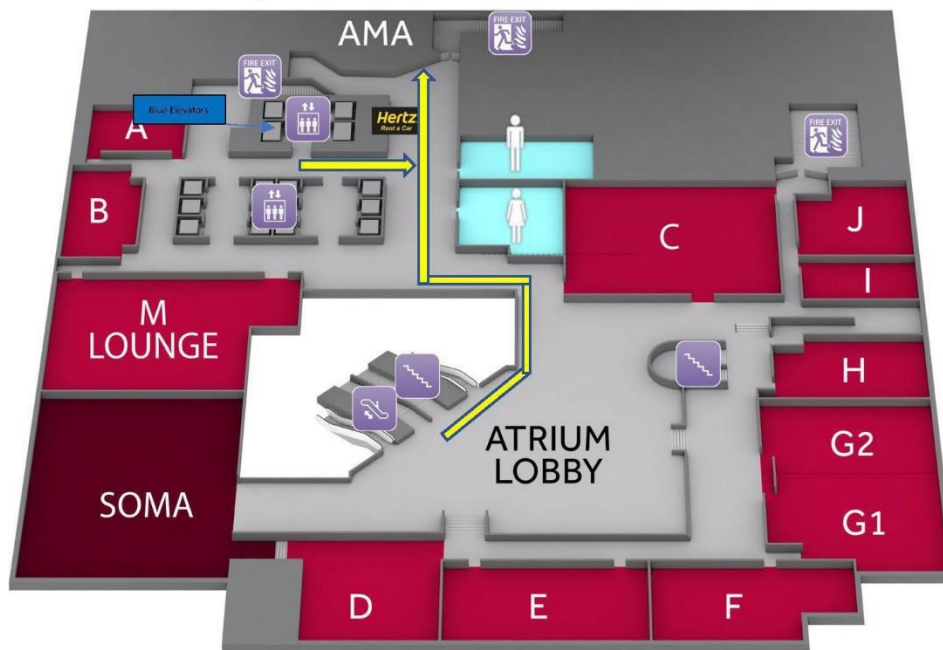 AMA
FIRE EXIT
FIRE EXIT
Blue Elevators
Hertz
Rent a Car
FIRE EXIT
A
B
C
J
I
M
LOUNGE
H
ATRIUM
LOBBY
G2
SOMA
G1
D
E
F